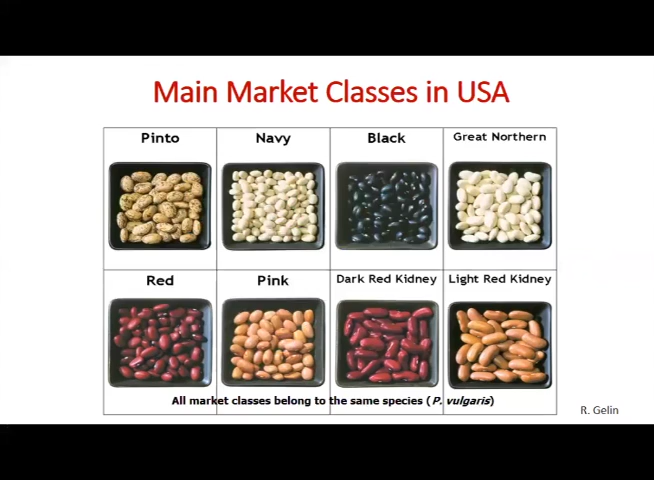 Main Market Classes in USA
Pinto Navy Black Great Northern
Red Pink Dark Red Kidney Light Red Kidney
All market classes belong to the same species (P. vulgaris)
R. Gelin